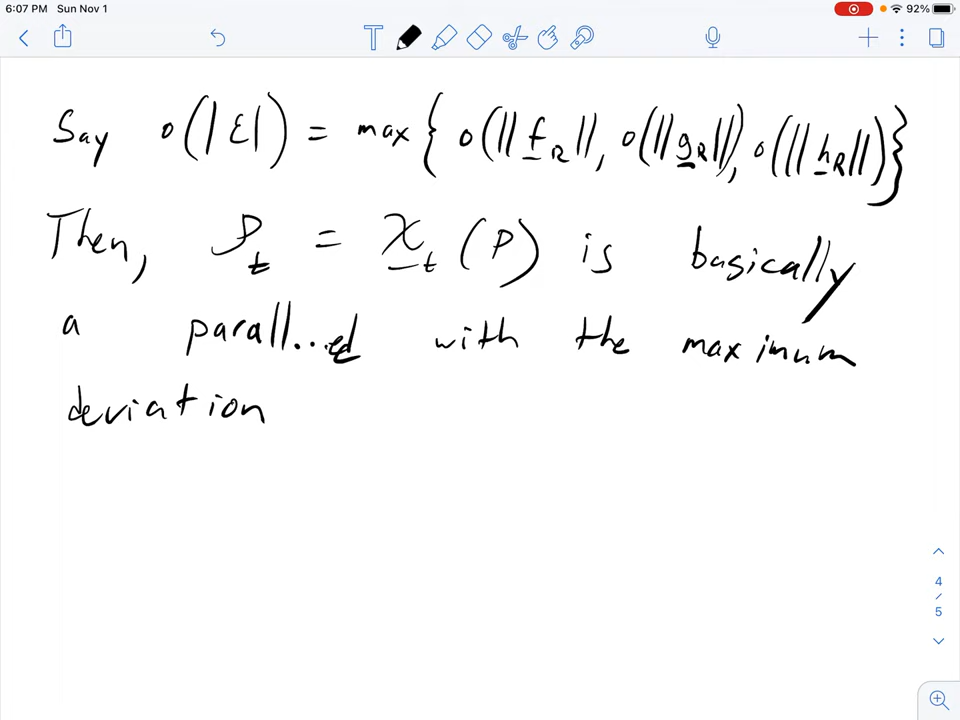 6:07 PM Sun Nov 1 92%
Say o(|ε|) = max{ o(||f_R||, o(||g_R||), o(||h_R||) }
Then, 𝒫_t = χ_t (P) is basically
a parall...ed with the maximum
deviation
4
/
5